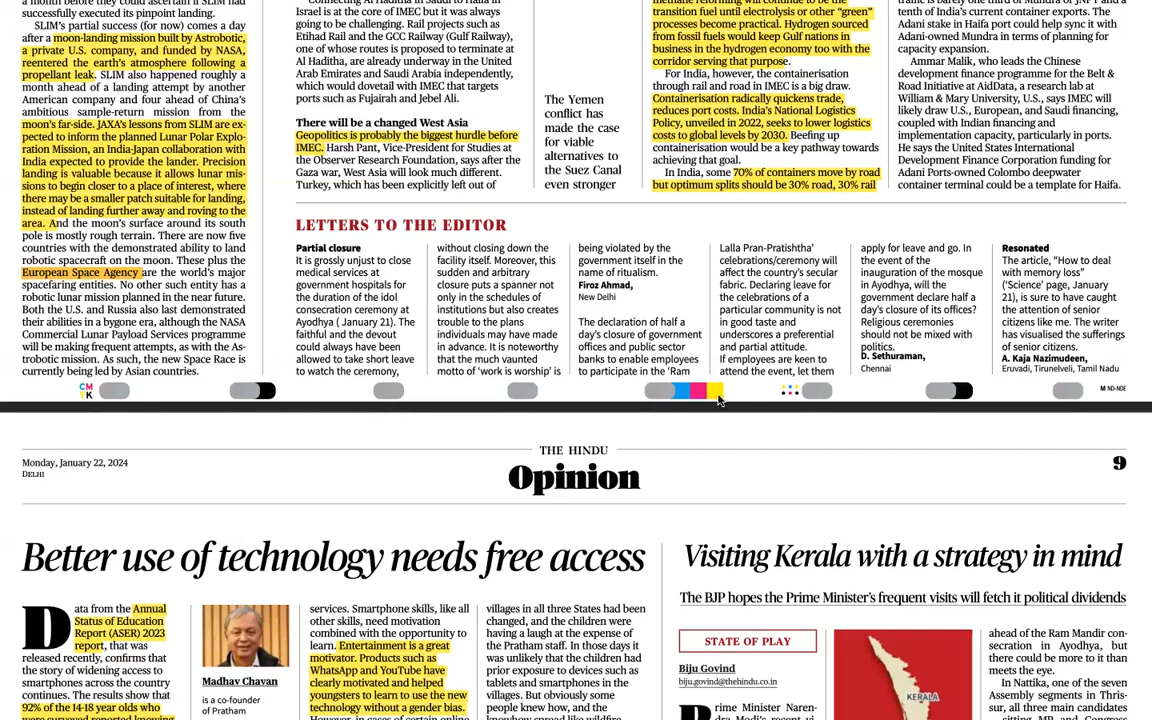 a month before they could ascertain if SLIM had
successfully executed its pinpoint landing.
SLIM's partial success (for now) comes a day
after a moon-landing mission built by Astrobotic,
a private U.S. company, and funded by NASA,
reentered the earth's atmosphere following a
propellant leak. SLIM also happened roughly a
month ahead of a landing attempt by another
American company and four ahead of China's
ambitious sample-return mission from the
moon's far-side. JAXA's lessons from SLIM are ex-
pected to inform the planned Lunar Polar Explo-
ration Mission, an India-Japan collaboration with
India expected to provide the lander. Precision
landing is valuable because it allows lunar mis-
sions to begin closer to a place of interest, where
there may be a smaller patch suitable for landing,
instead of landing further away and roving to the
area. And the moon's surface around its south
pole is mostly rough terrain. There are now five
countries with the demonstrated ability to land
robotic spacecraft on the moon. These plus the
European Space Agency are the world's major
spacefaring entities. No other such entity has a
robotic lunar mission planned in the near future.
Both the U.S. and Russia also last demonstrated
their abilities in a bygone era, although the NASA
Commercial Lunar Payload Services programme
will be making frequent attempts, as with the As-
trobotic mission. As such, the new Space Race is
currently being led by Asian countries.
Israel is at the core of IMEC but it was always
going to be challenging. Rail projects such as
Etihad Rail and the GCC Railway (Gulf Railway),
one of whose routes is proposed to terminate at
Al Haditha, are already underway in the United
Arab Emirates and Saudi Arabia independently,
which would dovetail with IMEC that targets
ports such as Fujairah and Jebel Ali.
There will be a changed West Asia
Geopolitics is probably the biggest hurdle before
IMEC. Harsh Pant, Vice-President for Studies at
the Observer Research Foundation, says after the
Gaza war, West Asia will look much different.
Turkey, which has been explicitly left out of
The Yemen
conflict has
made the case
for viable
alternatives to
the Suez Canal
even stronger
methane reforming will continue to be the
transition fuel until electrolysis or other "green"
processes become practical. Hydrogen sourced
from fossil fuels would keep Gulf nations in
business in the hydrogen economy too with the
corridor serving that purpose.
For India, however, the containerisation
through rail and road in IMEC is a big draw.
Containerisation radically quickens trade,
reduces port costs. India's National Logistics
Policy, unveiled in 2022, seeks to lower logistics
costs to global levels by 2030. Beefing up
containerisation would be a key pathway towards
achieving that goal.
In India, some 70% of containers move by road
but optimum splits should be 30% road, 30% rail
tenth of India's current container exports. The
Adani stake in Haifa port could help sync it with
Adani-owned Mundra in terms of planning for
capacity expansion.
Ammar Malik, who leads the Chinese
development finance programme for the Belt &
Road Initiative at AidData, a research lab at
William & Mary University, U.S., says IMEC will
likely draw U.S., European, and Saudi financing,
coupled with Indian financing and
implementation capacity, particularly in ports.
He says the United States International
Development Finance Corporation funding for
Adani Ports-owned Colombo deepwater
container terminal could be a template for Haifa.
LETTERS TO THE EDITOR
Partial closure
It is grossly unjust to close
medical services at
government hospitals for
the duration of the idol
consecration ceremony at
Ayodhya ( January 21). The
faithful and the devout
could always have been
allowed to take short leave
to watch the ceremony,
without closing down the
facility itself. Moreover, this
sudden and arbitrary
closure puts a spanner not
only in the schedules of
institutions but also creates
trouble to the plans
individuals may have made
in advance. It is noteworthy
that the much vaunted
motto of 'work is worship' is
being violated by the
government itself in the
name of ritualism.
Firoz Ahmad,
New Delhi
The declaration of half a
day's closure of government
offices and public sector
banks to enable employees
to participate in the 'Ram
Lalla Pran-Pratishtha'
celebrations/ceremony will
affect the country's secular
fabric. Declaring leave for
the celebrations of a
particular community is not
in good taste and
underscores a preferential
and partial attitude.
If employees are keen to
attend the event, let them
apply for leave and go. In
the event of the
inauguration of the mosque
in Ayodhya, will the
government declare half a
day's closure of its offices?
Religious ceremonies
should not be mixed with
politics.
D. Sethuraman,
Chennai
Resonated
The article, "How to deal
with memory loss"
('Science' page, January
21), is sure to have caught
the attention of senior
citizens like me. The writer
has visualised the sufferings
of senior citizens.
A. Kaja Nazimudeen,
Eruvadi, Tirunelveli, Tamil Nadu
CM
YK
M ND-NDE
THE HINDU
Monday, January 22, 2024
DELHI
Opinion
9
Better use of technology needs free access
Data from the Annual
Status of Education
Report (ASER) 2023
report, that was
released recently, confirms that
the story of widening access to
smartphones across the country
continues. The results show that
92% of the 14-18 year olds who
were surveyed reported knowing
Madhav Chavan
is a co-founder
of Pratham
services. Smartphone skills, like all
other skills, need motivation
combined with the opportunity to
learn. Entertainment is a great
motivator. Products such as
WhatsApp and YouTube have
clearly motivated and helped
youngsters to learn to use the new
technology without a gender bias.
However, in cases of certain online
villages in all three States had been
changed, and the children were
having a laugh at the expense of
the Pratham staff. In those days it
was unlikely that the children had
prior exposure to devices such as
tablets and smartphones in the
villages. But obviously some
people knew how, and the
knowhow spread like wildfire
Visiting Kerala with a strategy in mind
The BJP hopes the Prime Minister's frequent visits will fetch it political dividends
STATE OF PLAY
Biju Govind
biju.govind@thehindu.co.in
Prime Minister Naren-
dra Modi's recent vi-
KERALA
ahead of the Ram Mandir con-
secration in Ayodhya, but
there could be more to it than
meets the eye.
In Nattika, one of the seven
Assembly segments in Thris-
sur, all three main candidates